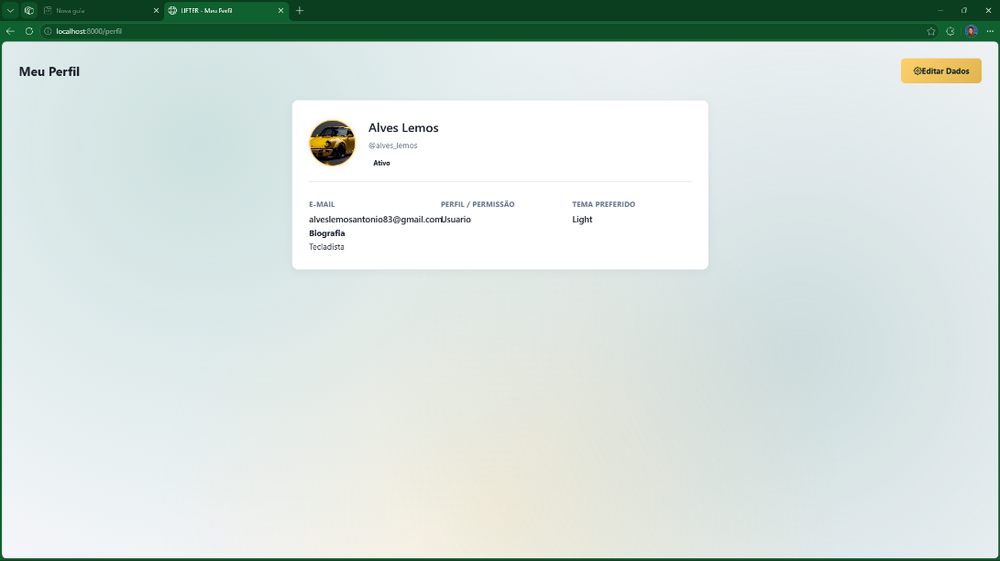 Nova guia
LIFTER - Meu Perfil
localhost:8000/perfil
Meu Perfil
Editar Dados
Alves Lemos
@alves_lemos
Ativo
E-MAIL
PERFIL / PERMISSÃO
TEMA PREFERIDO
alveslemosantonio83@gmail.com
Usuario
Light
Biografia
Tecladista